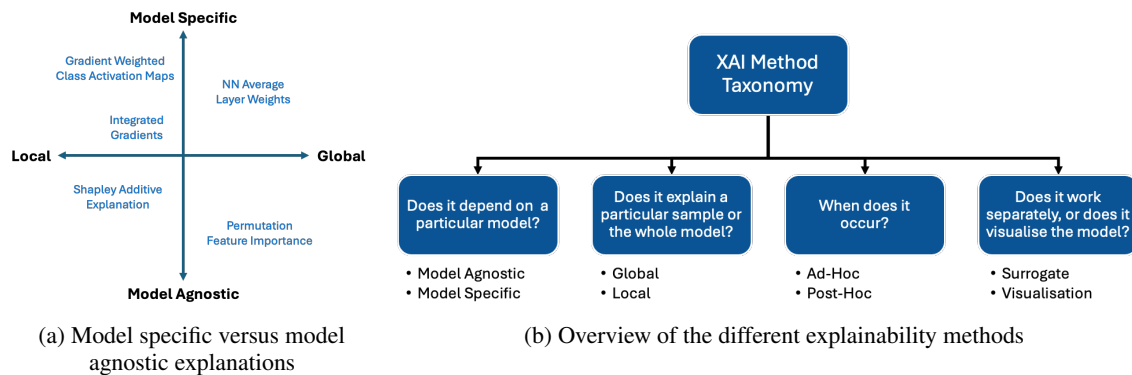 Model Specific
Gradient Weighted
Class Activation Maps
NN Average
Layer Weights
Integrated
Gradients
Local
Global
Shapley Additive
Explanation
Permutation
Feature Importance
Model Agnostic
(a) Model specific versus model
agnostic explanations
XAI Method
Taxonomy
Does it depend on a
particular model?
• Model Agnostic
• Model Specific
Does it explain a
particular sample or
the whole model?
• Global
• Local
When does it
occur?
• Ad-Hoc
• Post-Hoc
Does it work
separately, or does it
visualise the model?
• Surrogate
• Visualisation
(b) Overview of the different explainability methods